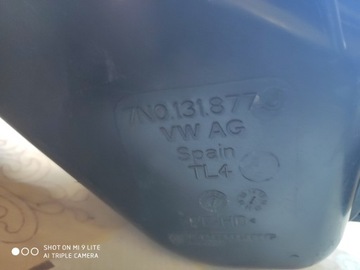 7N0.131.877
VW AG
Spain
TL4
SHOT ON MI 9 LITE
AI TRIPLE CAMERA